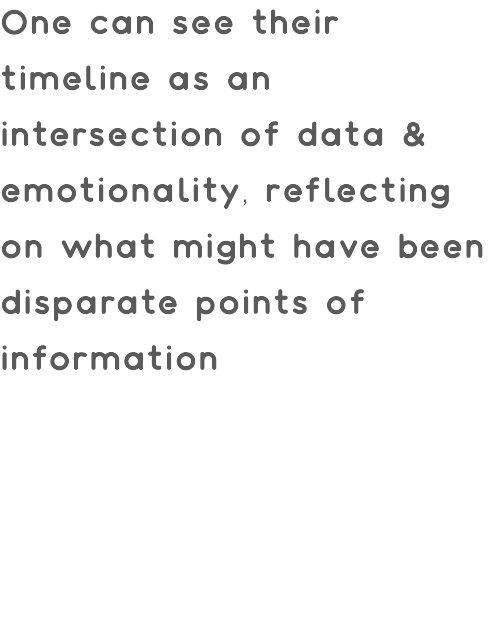 One can see their
timeline as an
intersection of data &
emotionality, reflecting
on what might have been
disparate points of
information